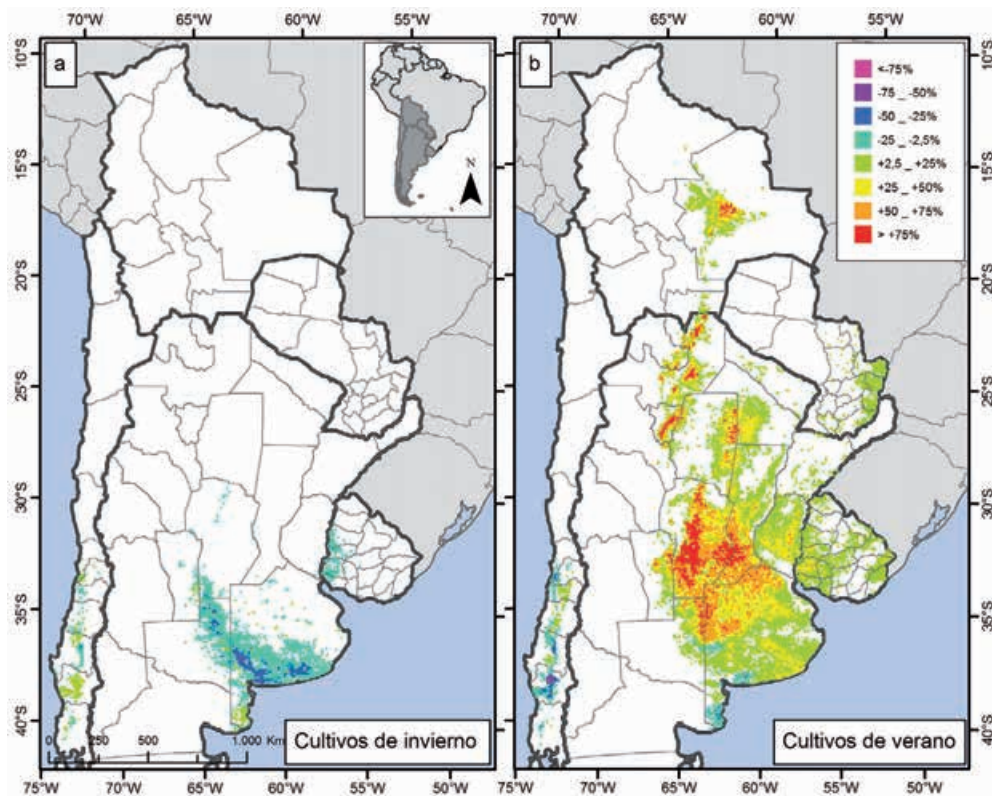 70°W 65°W 60°W 55°W
70°W 65°W 60°W 55°W
10°S
15°S
20°S
25°S
30°S
35°S
40°S
a
N
0 250 500 1.000 Km
Cultivos de invierno
b
<-75%
-75 _ -50%
-50 _ -25%
-25 _ -2,5%
+2,5 _ +25%
+25 _ +50%
+50 _ +75%
> +75%
Cultivos de verano
10°S
15°S
20°S
25°S
30°S
35°S
40°S
75°W 70°W 65°W 60°W 55°W 50°W
75°W 70°W 65°W 60°W 55°W 50°W